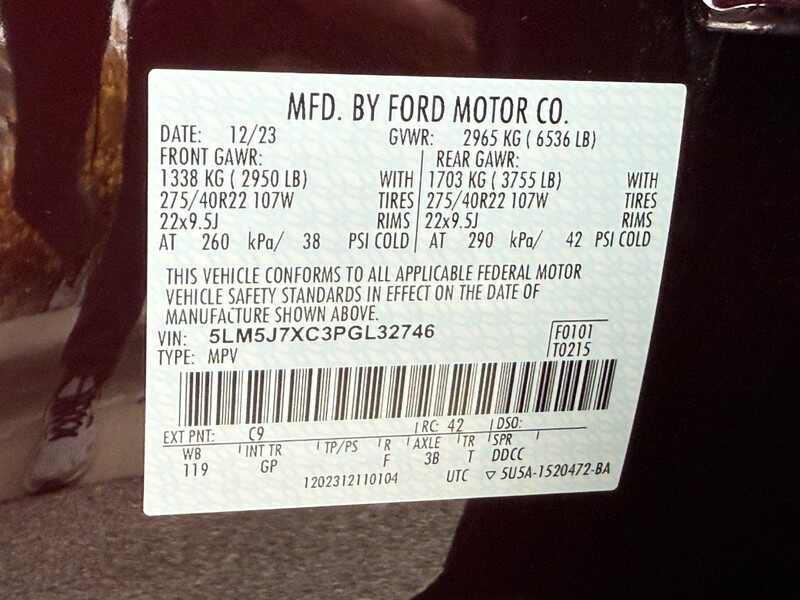 MFD. BY FORD MOTOR CO.
DATE: 12/23 GVWR: 2965 KG ( 6536 LB)
FRONT GAWR: REAR GAWR:
1338 KG ( 2950 LB) WITH 1703 KG ( 3755 LB) WITH
275/40R22 107W TIRES 275/40R22 107W TIRES
22x9.5J RIMS 22x9.5J RIMS
AT 260 kPa/ 38 PSI COLD AT 290 kPa/ 42 PSI COLD
THIS VEHICLE CONFORMS TO ALL APPLICABLE FEDERAL MOTOR
VEHICLE SAFETY STANDARDS IN EFFECT ON THE DATE OF
MANUFACTURE SHOWN ABOVE.
VIN: 5LM5J7XC3PGL32746 F0101
TYPE: MPV T0215
EXT PNT: C9 RC: 42 DSO:
WB INT TR TP/PS R AXLE TR SPR
119 GP F 3B T DDCC
1202312110104 UTC ▽ 5U5A-1520472-BA